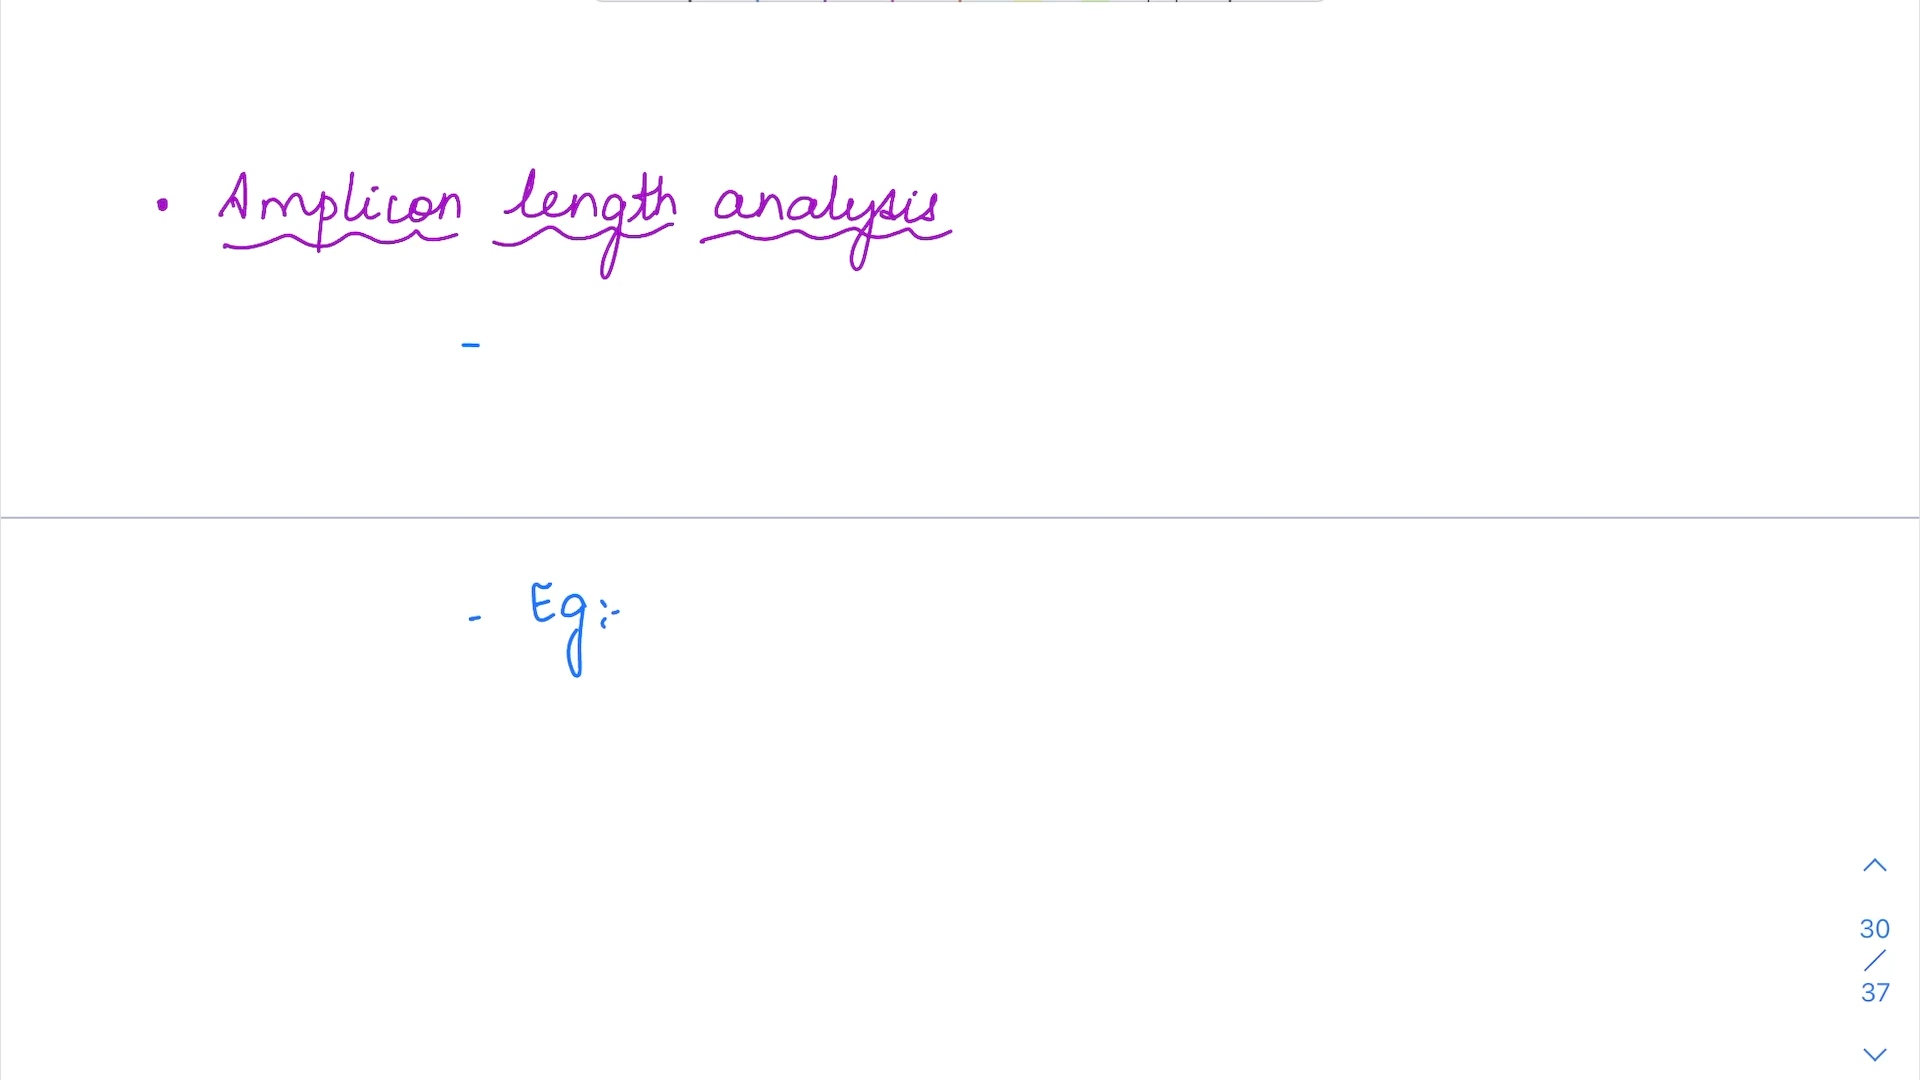 • Amplicon length analysis
-
- Eg:-
30
/
37